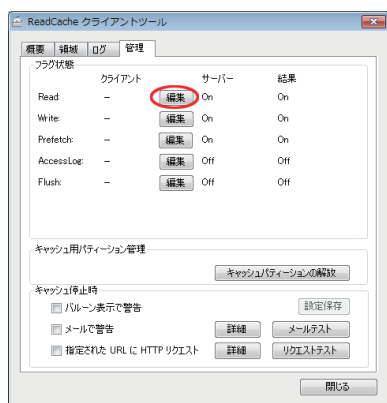 ReadCache クライアントツール
概要 領域 ログ 管理
フラグ状態
クライアント サーバー 結果
Read: － 編集 On On
Write: － 編集 On On
Prefetch: － 編集 On On
AccessLog: － 編集 Off Off
Flush: － 編集 Off Off
キャッシュ用パティーション管理
キャッシュパティーションの解放
キャッシュ停止時
バルーン表示で警告 設定保存
メールで警告 詳細 メールテスト
指定された URL に HTTP リクエスト 詳細 リクエストテスト
閉じる